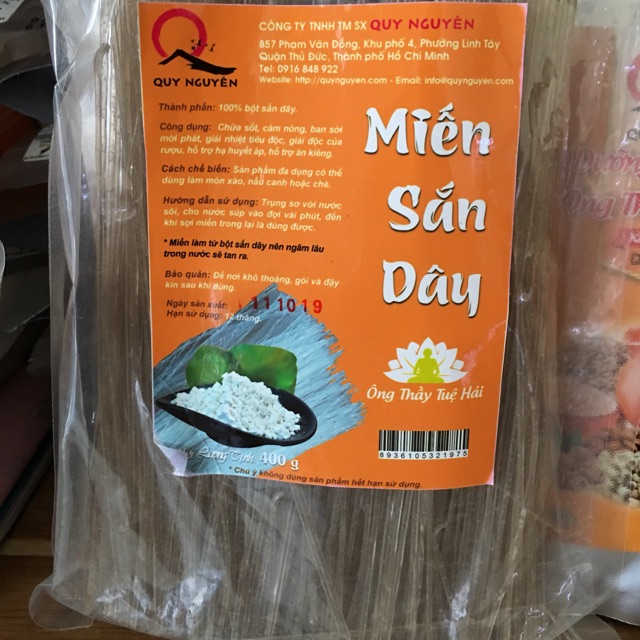 QUY NGUYÊN
CÔNG TY TNHH TM SX QUY NGUYÊN
857 Phạm Văn Đồng, Khu phố 4, Phường Linh Tây
Quận Thủ Đức, Thành phố Hồ Chí Minh
Tel: 0916 848 922
Website: http://quynguyen.com - Email: info@quynguyen.com
Thành phần: 100% bột sắn dây.
Công dụng: Chữa sốt, cảm nóng, ban sởi
mới phát, giải nhiệt tiêu độc, giải độc của
rượu, hỗ trợ hạ huyết áp, hỗ trợ ăn kiêng.
Cách chế biến: Sản phẩm đa dụng có thể
dùng làm món xào, nấu canh hoặc chè.
Hướng dẫn sử dụng: Trụng sơ với nước
sôi, cho nước súp vào đợi vài phút, đến
khi sợi miến trong lại là dùng được.
* Miến làm từ bột sắn dây nên ngâm lâu
trong nước sẽ tan ra.
Bảo quản: Để nơi khô thoáng, gói và đậy
kín sau khi dùng.
Ngày sản xuất: 111019
Hạn sử dụng: 12 tháng.
Miến
Sắn
Dây
Ông Thầy Tuệ Hải
Lượng Tịnh: 400 g
8936105321975
* Chú ý không dùng sản phẩm hết hạn sử dụng.